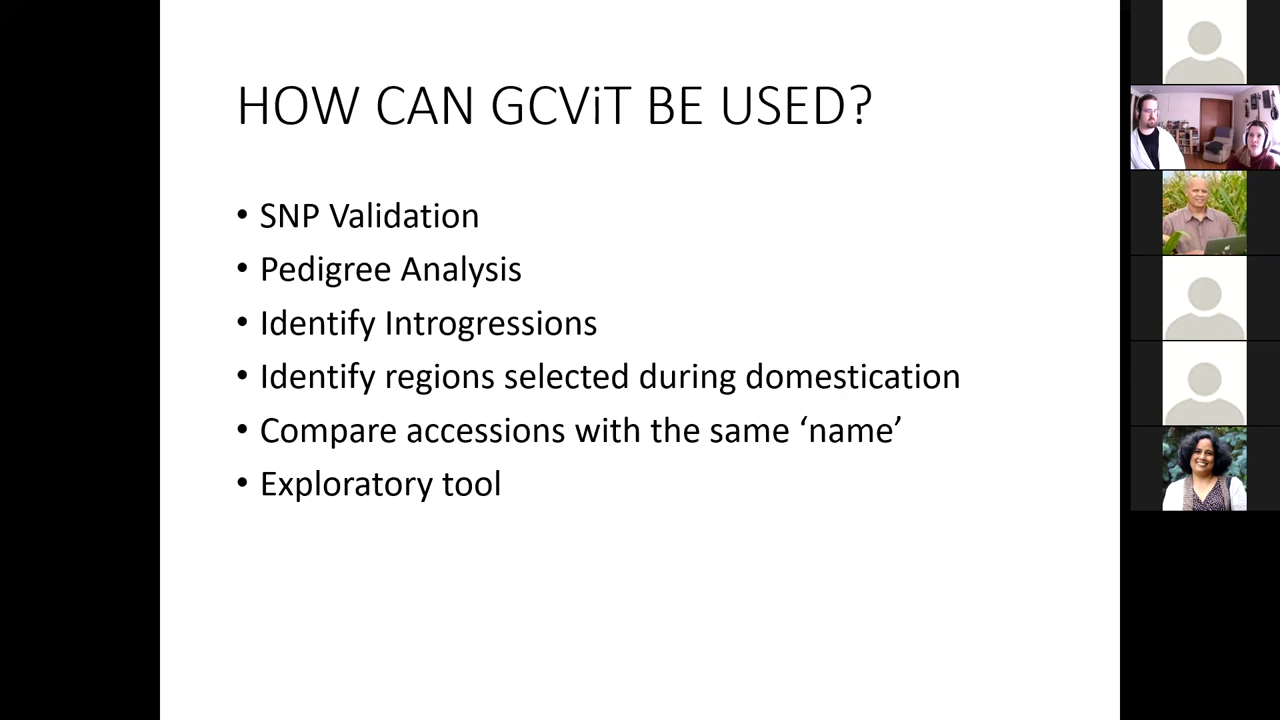 HOW CAN GCViT BE USED?
• SNP Validation
• Pedigree Analysis
• Identify Introgressions
• Identify regions selected during domestication
• Compare accessions with the same ‘name’
• Exploratory tool